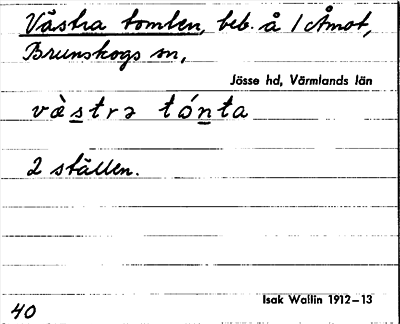 Västra tomten, beb. å 1 Åmot,
Brunskogs sn,
Jösse hd, Värmlands län
vàstrə tónta
2 ställen.
Isak Wallin 1912–13
40